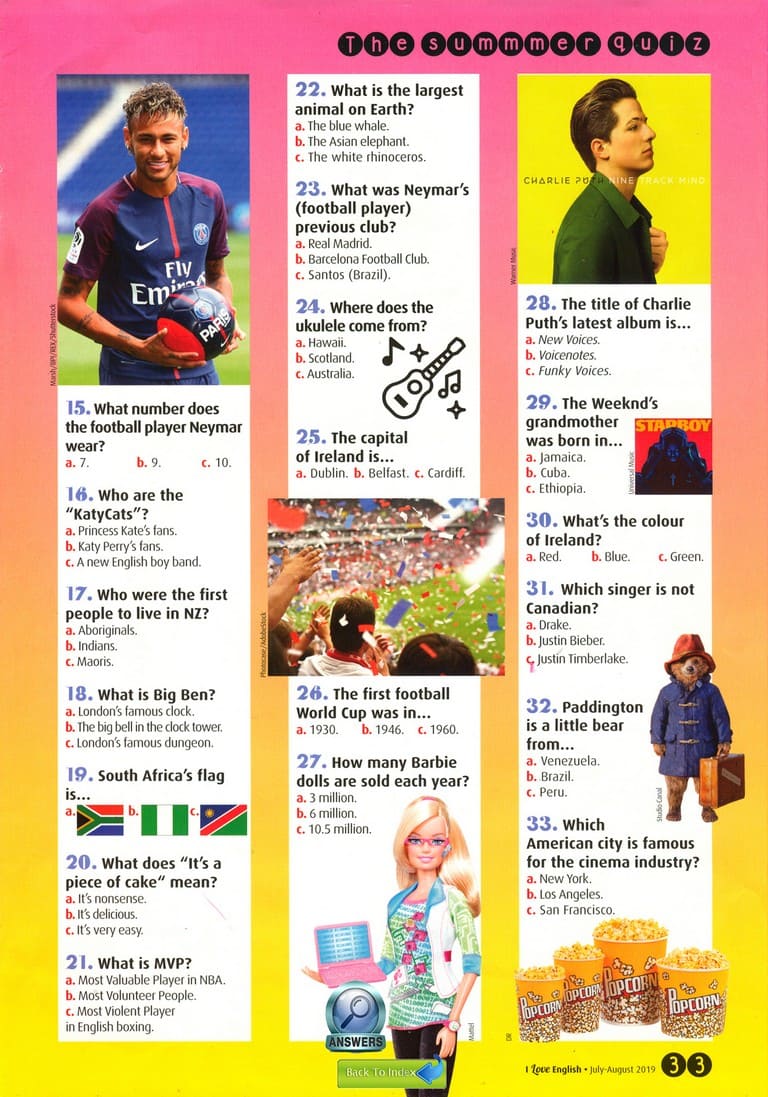 The summmer quiz
Marsh/BPI/REX/Shutterstock
Fly
Emir
PARIS
15. What number does
the football player Neymar
wear?
a. 7. b. 9. c. 10.
16. Who are the
“KatyCats”?
a. Princess Kate’s fans.
b. Katy Perry’s fans.
c. A new English boy band.
17. Who were the first
people to live in NZ?
a. Aboriginals.
b. Indians.
c. Maoris.
18. What is Big Ben?
a. London’s famous clock.
b. The big bell in the clock tower.
c. London’s famous dungeon.
19. South Africa’s flag
is...
a. b. c.
20. What does “It’s a
piece of cake“ mean?
a. It’s nonsense.
b. It’s delicious.
c. It’s very easy.
21. What is MVP?
a. Most Valuable Player in NBA.
b. Most Volunteer People.
c. Most Violent Player
in English boxing.
22. What is the largest
animal on Earth?
a. The blue whale.
b. The Asian elephant.
c. The white rhinoceros.
23. What was Neymar’s
(football player)
previous club?
a. Real Madrid.
b. Barcelona Football Club.
c. Santos (Brazil).
24. Where does the
ukulele come from?
a. Hawaii.
b. Scotland.
c. Australia.
25. The capital
of Ireland is...
a. Dublin. b. Belfast. c. Cardiff.
Photocase/AdobeStock
26. The first football
World Cup was in...
a. 1930. b. 1946. c. 1960.
27. How many Barbie
dolls are sold each year?
a. 3 million.
b. 6 million.
c. 10.5 million.
Mattel
ANSWERS
Back To Index
CHARLIE PUTH NINE TRACK MIND
Warner Music
28. The title of Charlie
Puth’s latest album is...
a. New Voices.
b. Voicenotes.
c. Funky Voices.
29. The Weeknd’s
grandmother
was born in...
a. Jamaica.
b. Cuba.
c. Ethiopia.
STARBOY
Universal Music
30. What’s the colour
of Ireland?
a. Red. b. Blue. c. Green.
31. Which singer is not
Canadian?
a. Drake.
b. Justin Bieber.
c. Justin Timberlake.
32. Paddington
is a little bear
from...
a. Venezuela.
b. Brazil.
c. Peru.
Studio Canal
33. Which
American city is famous
for the cinema industry?
a. New York.
b. Los Angeles.
c. San Francisco.
POPCORN
POPCORN
POPCORN
POPCORN
DR
I Love English • July-August 2019 33